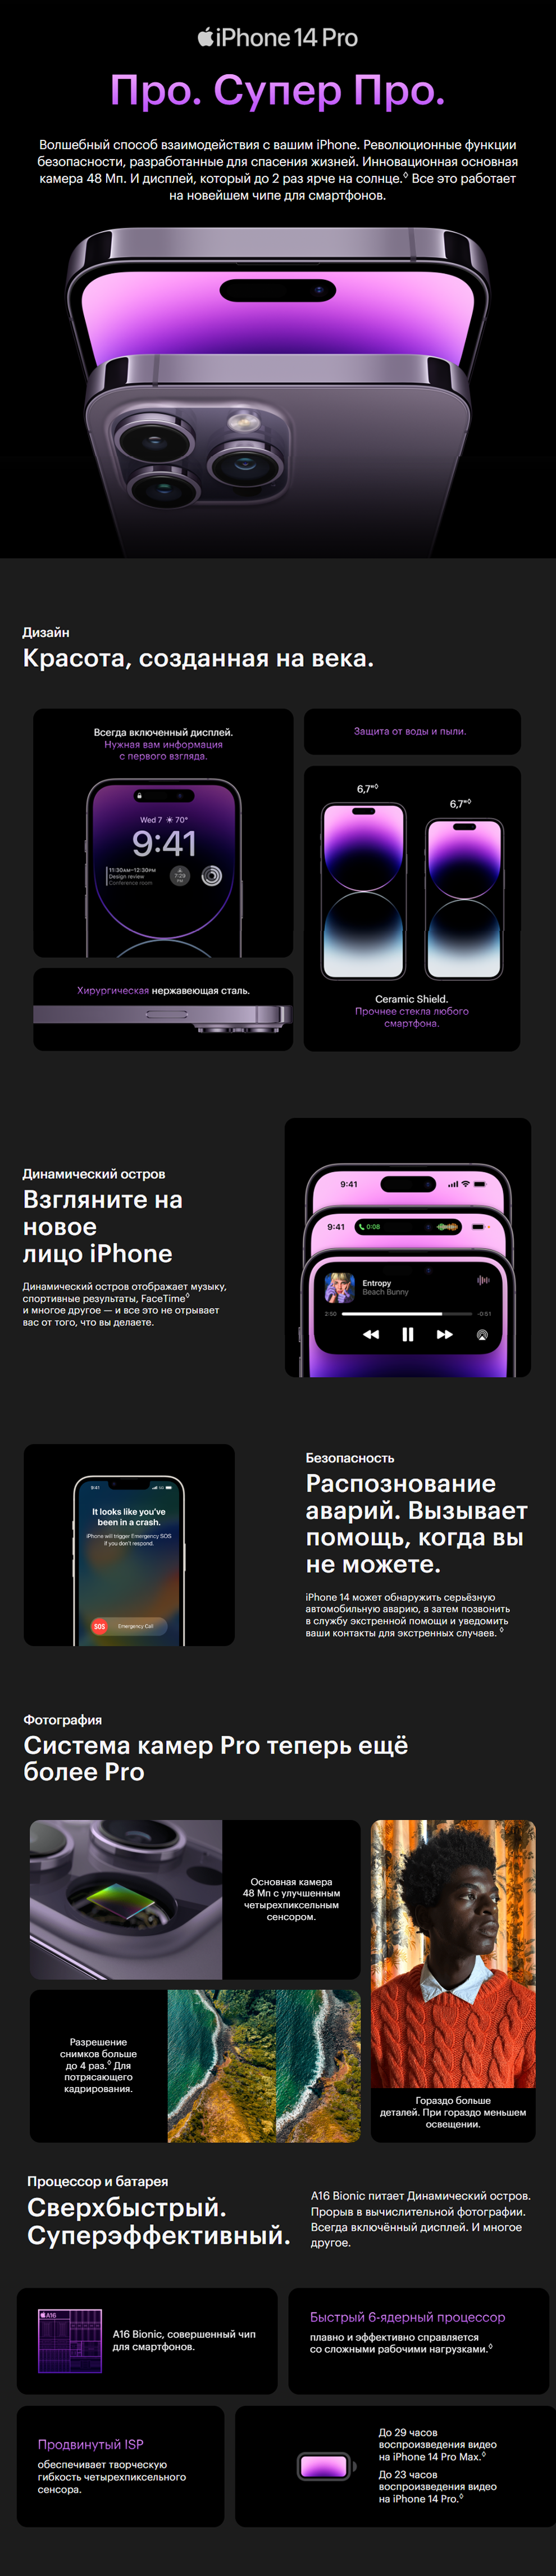 iPhone 14 Pro
Про. Супер Про.
Волшебный способ взаимодействия с вашим iPhone. Революционные функции
безопасности, разработанные для спасения жизней. Инновационная основная
камера 48 Мп. И дисплей, который до 2 раз ярче на солнце.◊ Все это работает
на новейшем чипе для смартфонов.
Дизайн
Красота, созданная на века.
Всегда включенный дисплей.
Нужная вам информация
с первого взгляда.
Wed 7 ☀ 70°
9:41
11:30AM–12:30PM
Design review
Conference room
7:29
PM
Хирургическая нержавеющая сталь.
Защита от воды и пыли.
6,7"◊
6,7"◊
Ceramic Shield.
Прочнее стекла любого
смартфона.
Динамический остров
Взгляните на
новое
лицо iPhone
Динамический остров отображает музыку,
спортивные результаты, FaceTime◊
и многое другое — и все это не отрывает
вас от того, что вы делаете.
9:41
9:41
0:08
Entropy
Beach Bunny
2:50
-0:51
9:41
It looks like you've
been in a crash.
iPhone will trigger Emergency SOS
if you don't respond.
SOS
Emergency Call
Безопасность
Распознование
аварий. Вызывает
помощь, когда вы
не можете.
iPhone 14 может обнаружить серьёзную
автомобильную аварию, а затем позвонить
в службу экстренной помощи и уведомить
ваши контакты для экстренных случаев. ◊
Фотография
Система камер Pro теперь ещё
более Pro
Основная камера
48 Мп с улучшенным
четырехпиксельным
сенсором.
Разрешение
снимков больше
до 4 раз.◊ Для
потрясающего
кадрирования.
Гораздо больше
деталей. При гораздо меньшем
освещении.
Процессор и батарея
Сверхбыстрый.
Суперэффективный.
A16 Bionic питает Динамический остров.
Прорыв в вычислительной фотографии.
Всегда включённый дисплей. И многое
другое.
A16
A16 Bionic, совершенный чип
для смартфонов.
Быстрый 6-ядерный процессор
плавно и эффективно справляется
со сложными рабочими нагрузками.◊
Продвинутый ISP
обеспечивает творческую
гибкость четырехпиксельного
сенсора.
До 29 часов
воспроизведения видео
на iPhone 14 Pro Max.◊
До 23 часов
воспроизведения видео
на iPhone 14 Pro.◊